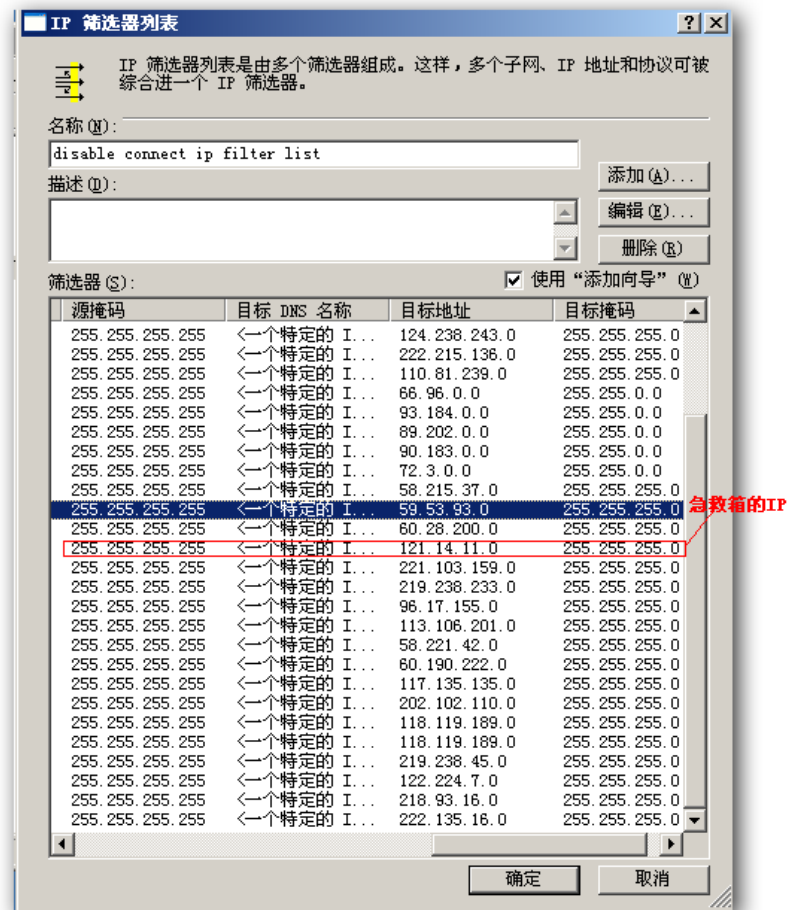 IP 筛选器列表
IP 筛选器列表是由多个筛选器组成。这样，多个子网、IP 地址和协议可被
综合进一个 IP 筛选器。
名称(N):
disable connect ip filter list
添加(A)...
描述(D):
编辑(E)...
删除(R)
筛选器(S):
使用“添加向导” (W)
源掩码 目标 DNS 名称 目标地址 目标掩码
255.255.255.255 <一个特定的 I... 124.238.243.0 255.255.255.0
255.255.255.255 <一个特定的 I... 222.215.136.0 255.255.255.0
255.255.255.255 <一个特定的 I... 110.81.239.0 255.255.255.0
255.255.255.255 <一个特定的 I... 66.96.0.0 255.255.0.0
255.255.255.255 <一个特定的 I... 93.184.0.0 255.255.0.0
255.255.255.255 <一个特定的 I... 89.202.0.0 255.255.0.0
255.255.255.255 <一个特定的 I... 90.183.0.0 255.255.0.0
255.255.255.255 <一个特定的 I... 72.3.0.0 255.255.0.0
255.255.255.255 <一个特定的 I... 58.215.37.0 255.255.255.0
255.255.255.255 <一个特定的 I... 59.53.93.0 255.255.255.0
急救箱的IP
255.255.255.255 <一个特定的 I... 60.28.200.0 255.255.255.0
255.255.255.255 <一个特定的 I... 121.14.11.0 255.255.255.0
255.255.255.255 <一个特定的 I... 221.103.159.0 255.255.255.0
255.255.255.255 <一个特定的 I... 219.238.233.0 255.255.255.0
255.255.255.255 <一个特定的 I... 96.17.155.0 255.255.255.0
255.255.255.255 <一个特定的 I... 113.106.201.0 255.255.255.0
255.255.255.255 <一个特定的 I... 58.221.42.0 255.255.255.0
255.255.255.255 <一个特定的 I... 60.190.222.0 255.255.255.0
255.255.255.255 <一个特定的 I... 117.135.135.0 255.255.255.0
255.255.255.255 <一个特定的 I... 202.102.110.0 255.255.255.0
255.255.255.255 <一个特定的 I... 118.119.189.0 255.255.255.0
255.255.255.255 <一个特定的 I... 118.119.189.0 255.255.255.0
255.255.255.255 <一个特定的 I... 219.238.45.0 255.255.255.0
255.255.255.255 <一个特定的 I... 122.224.7.0 255.255.255.0
255.255.255.255 <一个特定的 I... 218.93.16.0 255.255.255.0
255.255.255.255 <一个特定的 I... 222.135.16.0 255.255.255.0
确定 取消